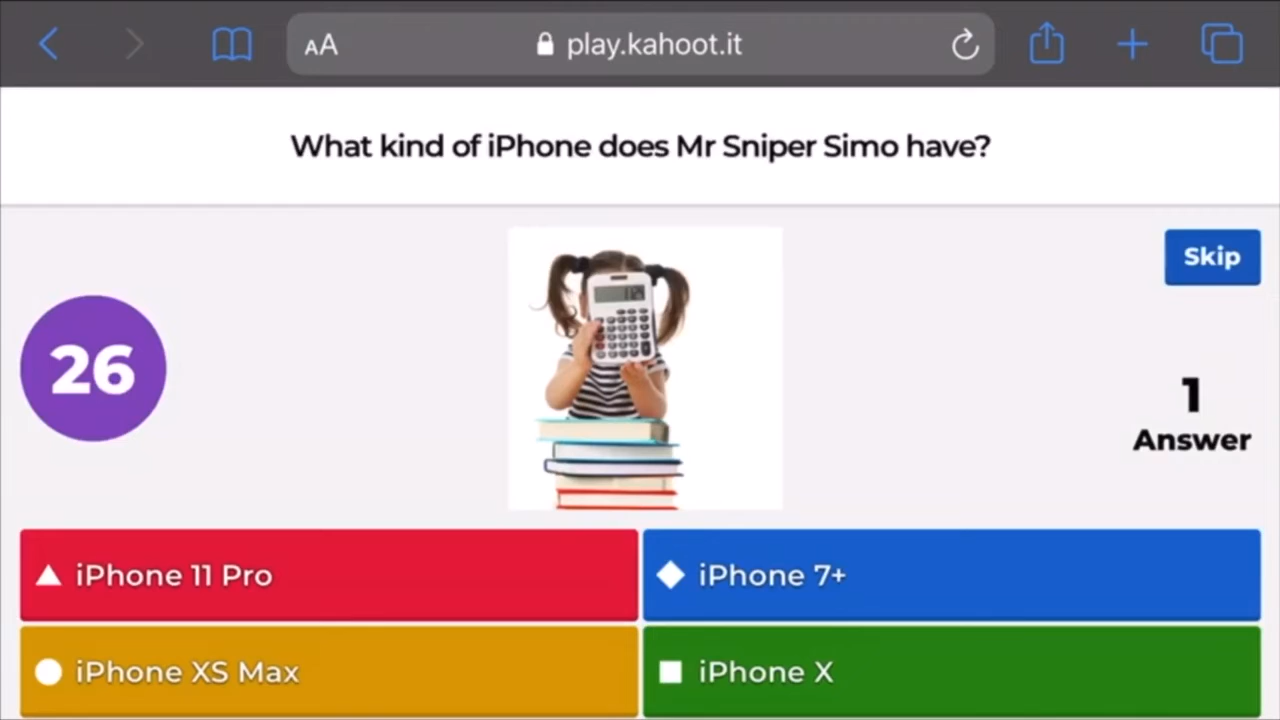 AA play.kahoot.it
What kind of iPhone does Mr Sniper Simo have?
Skip
26
1
Answer
iPhone 11 Pro
iPhone 7+
iPhone XS Max
iPhone X